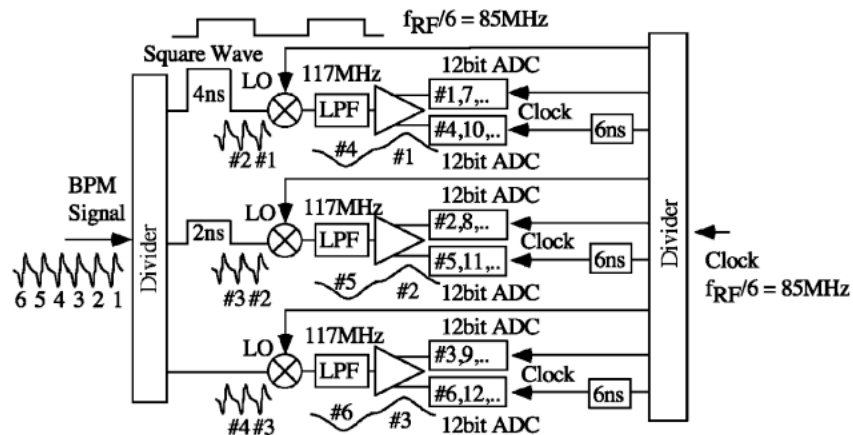 f_RF/6 = 85MHz
Square Wave
LO
117MHz
12bit ADC
4ns
LPF
#1,7,..
#4,10,..
Clock
6ns
#2 #1
#4
#1
12bit ADC
BPM
Signal
Divider
6 5 4 3 2 1
LO
117MHz
12bit ADC
2ns
LPF
#2,8,..
#5,11,..
Clock
6ns
#3 #2
#5
#2
12bit ADC
Divider
Clock
f_RF/6 = 85MHz
LO
117MHz
12bit ADC
LPF
#3,9,..
#6,12,..
Clock
6ns
#4 #3
#6
#3
12bit ADC